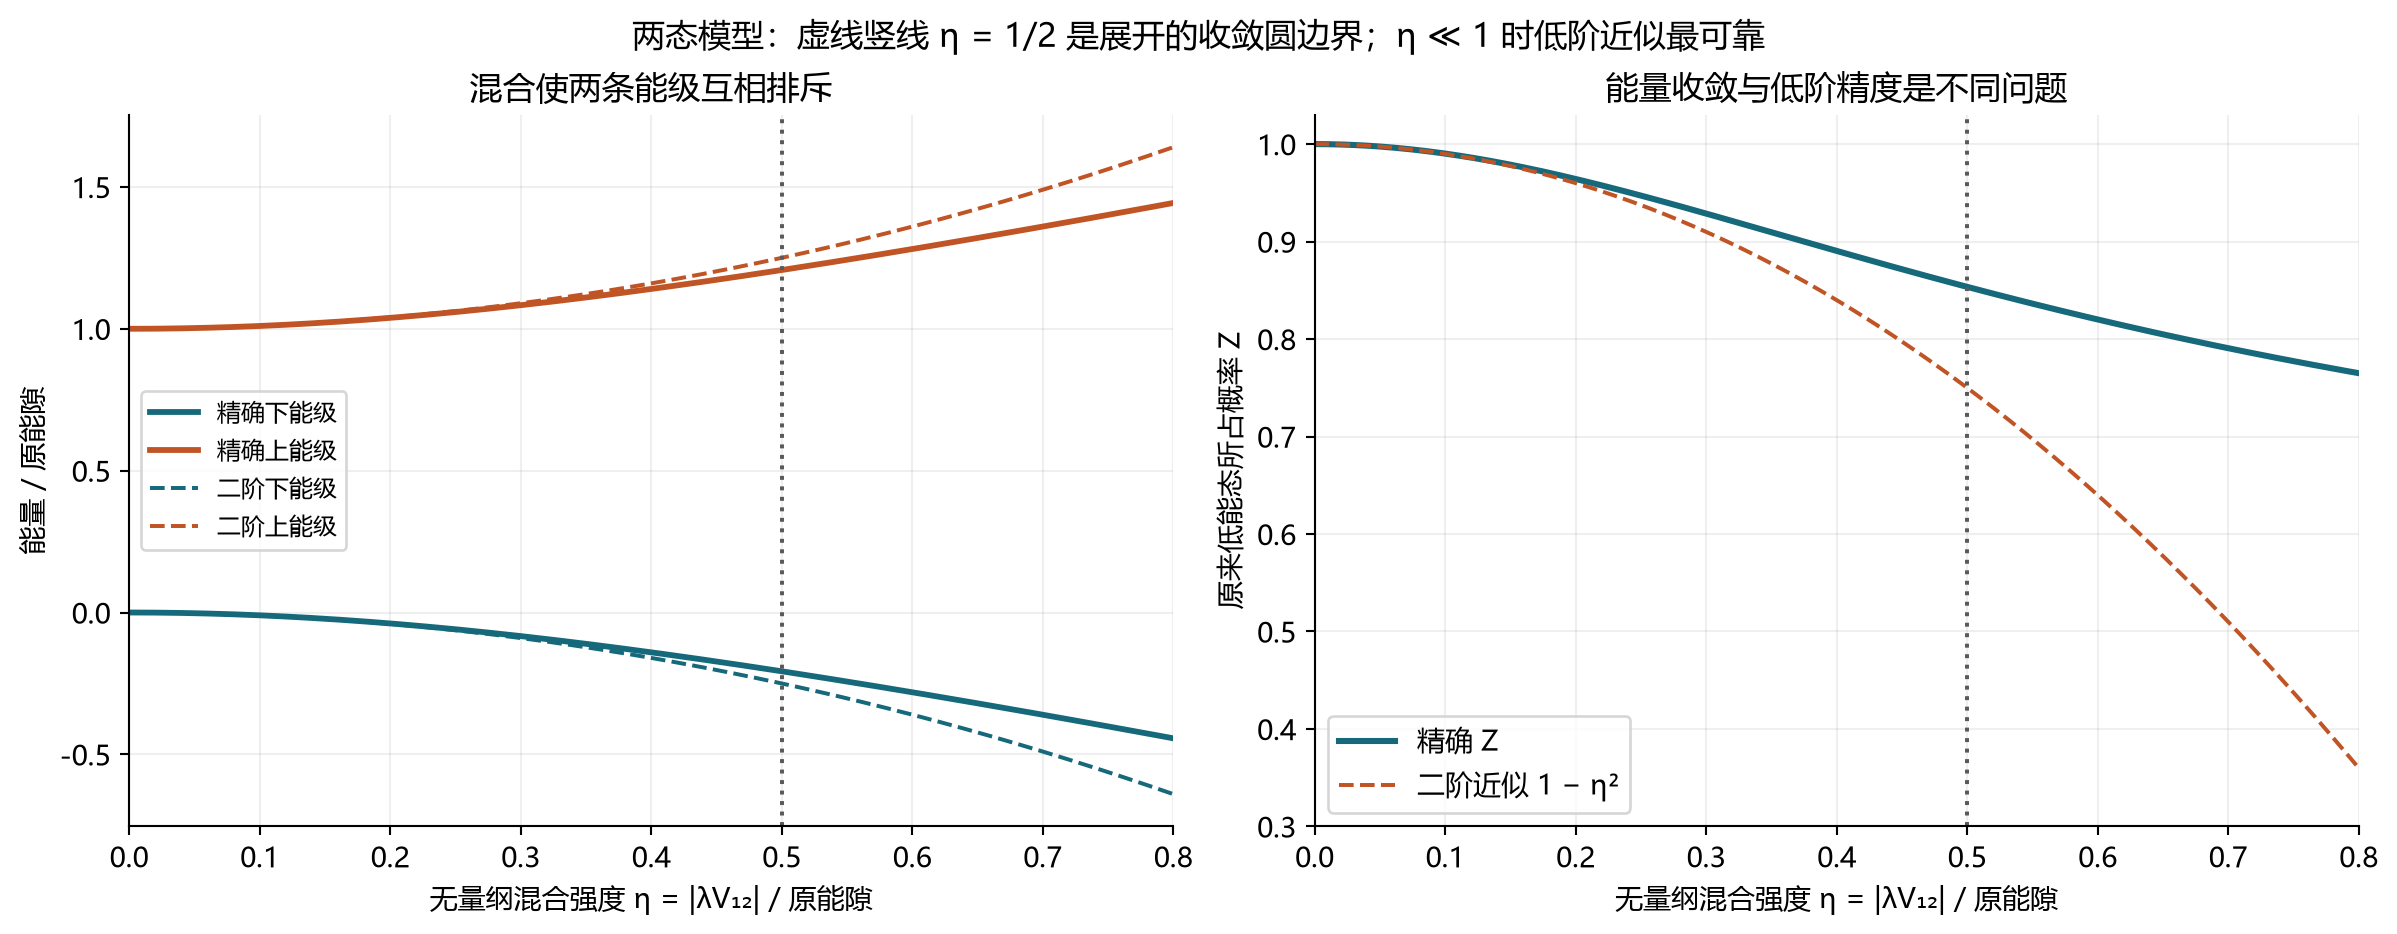 两态模型：虚线竖线 η = 1/2 是展开的收敛圆边界；η ≪ 1 时低阶近似最可靠
混合使两条能级互相排斥
能量 / 原能隙
1.5
1.0
0.5
0.0
-0.5
精确下能级
精确上能级
二阶下能级
二阶上能级
0.0 0.1 0.2 0.3 0.4 0.5 0.6 0.7 0.8
无量纲混合强度 η = |λV₁₂| / 原能隙
能量收敛与低阶精度是不同问题
原来低能态所占概率 Z
1.0
0.9
0.8
0.7
0.6
0.5
0.4
0.3
精确 Z
二阶近似 1 − η²
0.0 0.1 0.2 0.3 0.4 0.5 0.6 0.7 0.8
无量纲混合强度 η = |λV₁₂| / 原能隙